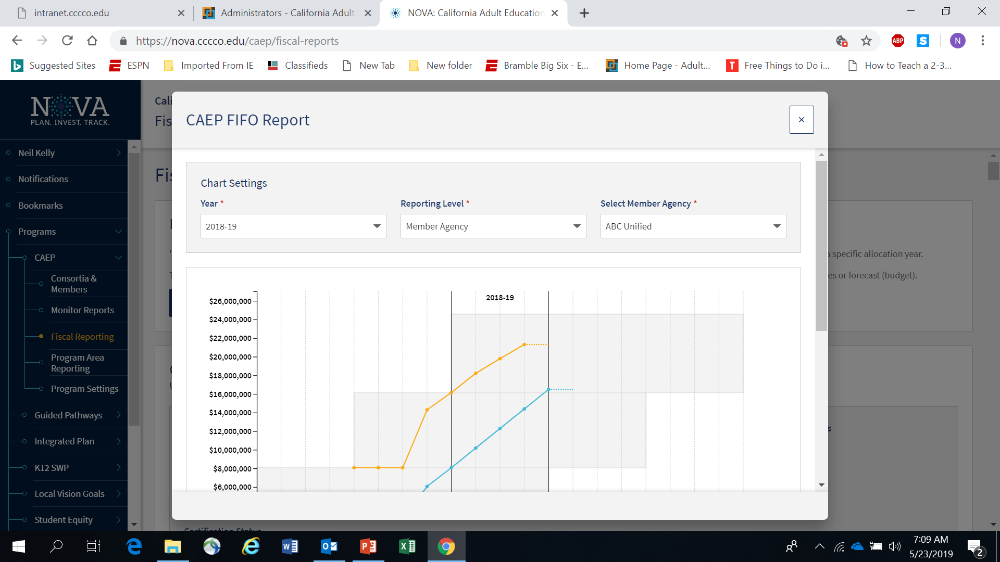 intranet.cccco.edu
Administrators - California Adult
NOVA: California Adult Education
https://nova.cccco.edu/caep/fiscal-reports
ABP
S
N
Suggested Sites
ESPN
Imported From IE
Classifieds
New Tab
New folder
Bramble Big Six - E...
Home Page - Adult...
T
Free Things to Do i...
How to Teach a 2-3...
NOVA
PLAN. INVEST. TRACK.
Neil Kelly
Notifications
Bookmarks
Programs
CAEP
Consortia &
Members
Monitor Reports
Fiscal Reporting
Program Area
Reporting
Program Settings
Guided Pathways
Integrated Plan
K12 SWP
Local Vision Goals
Student Equity
Cali
Fis
Fis
CAEP FIFO Report
×
Chart Settings
Year *
2018-19
Reporting Level *
Member Agency
Select Member Agency *
ABC Unified
a specific allocation year.
es or forecast (budget).
s
2018-19
$26,000,000
$24,000,000
$22,000,000
$20,000,000
$18,000,000
$16,000,000
$14,000,000
$12,000,000
$10,000,000
$8,000,000
$6,000,000
7:09 AM
5/23/2019
2